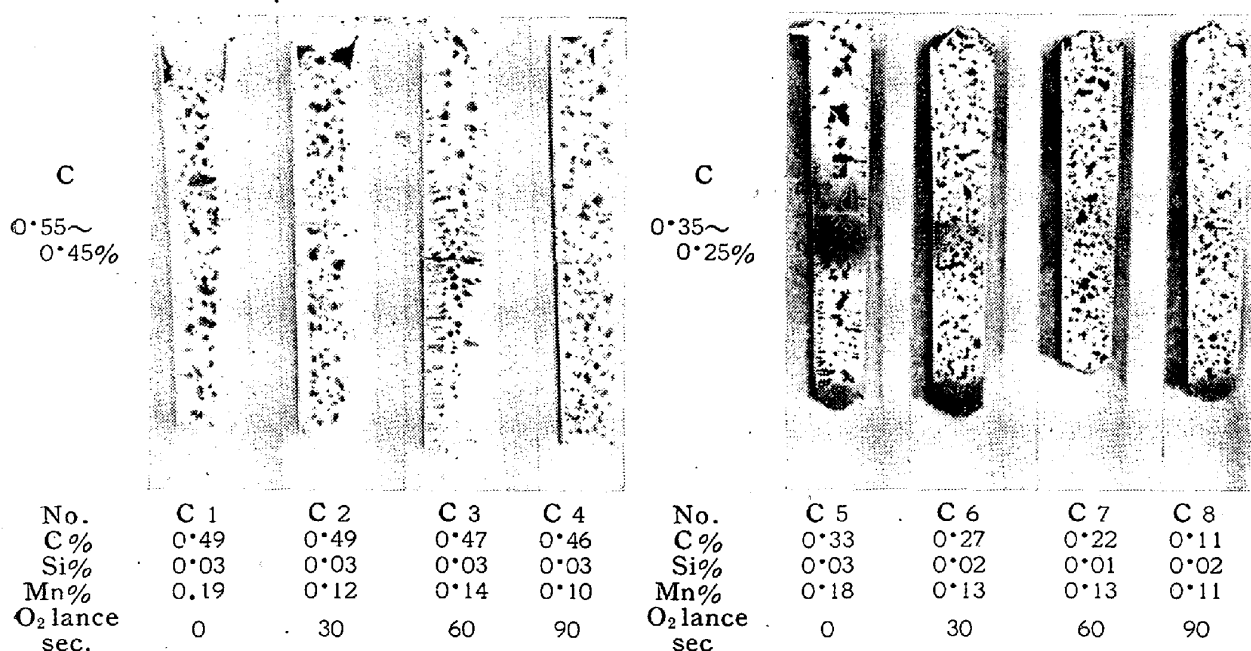 C
0·55~
0·45%
No. C 1 C 2 C 3 C 4
C% 0·49 0·49 0·47 0·46
Si% 0·03 0·03 0·03 0·03
Mn% 0.19 0·12 0·14 0·10
O₂ lance
sec. 0 30 60 90
C
0·35~
0·25%
No. C 5 C 6 C 7 C 8
C% 0·33 0·27 0·22 0·11
Si% 0·03 0·02 0·01 0·02
Mn% 0·18 0·13 0·13 0·11
O₂ lance
sec 0 30 60 90